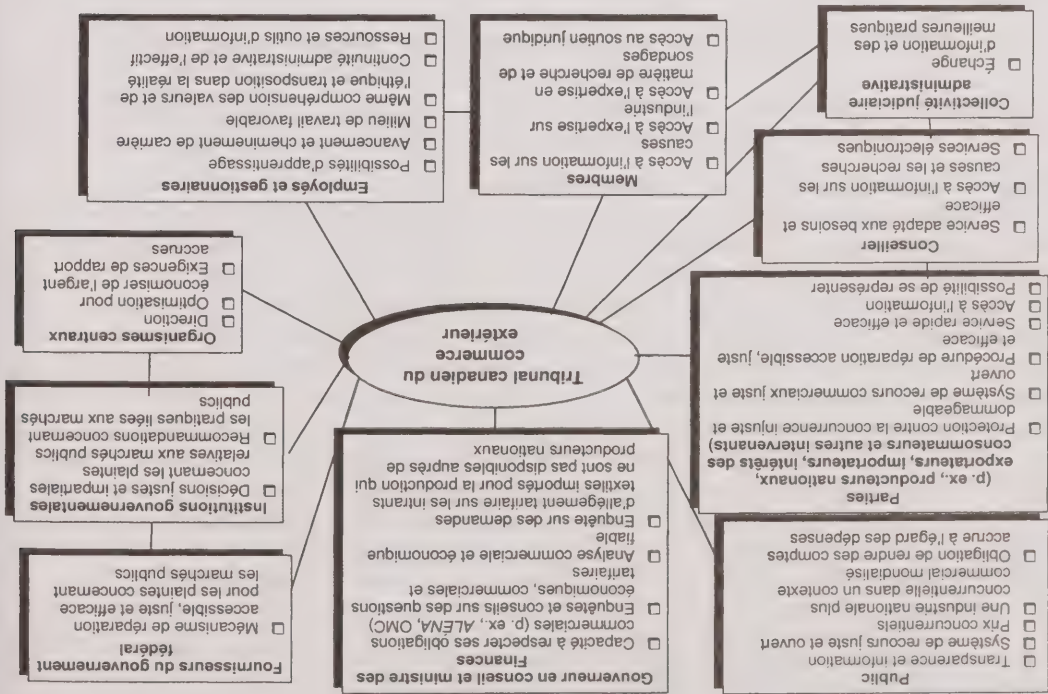 Public
❑ Transparence et information
❑ Système de recours juste et ouvert
❑ Prix concurrentiels
❑ Une industrie nationale plus
concurrentielle dans un contexte
commercial mondialisé
❑ Obligation de rendre des comptes
accrue à l'égard des dépenses
Gouverneur en conseil et ministre des
Finances
❑ Capacité à respecter ses obligations
commerciales (p. ex., ALÉNA, OMC)
❑ Enquêtes et conseils sur des questions
économiques, commerciales et
tarifaires
❑ Analyse commerciale et économique
fiable
❑ Enquête sur des demandes
d'allégement tarifaire sur les intrants
textiles importés pour la production qui
ne sont pas disponibles auprès de
producteurs nationaux
Fournisseurs du gouvernement
fédéral
❑ Mécanisme de réparation
accessible, juste et efficace
pour les plaintes concernant
les marchés publics
Parties
(p. ex., producteurs nationaux,
exportateurs, importateurs, intérêts des
consommateurs et autres intervenants)
❑ Protection contre la concurrence injuste et
dommageable
❑ Système de recours commerciaux juste et
ouvert
❑ Procédure de réparation accessible, juste
et efficace
❑ Service rapide et efficace
❑ Accès à l'information
❑ Possibilité de se représenter
Institutions gouvernementales
❑ Décisions justes et impartiales
concernant les plaintes
relatives aux marchés publics
❑ Recommandations concernant
les pratiques liées aux marchés
publics
Tribunal canadien du
commerce
extérieur
Organismes centraux
❑ Direction
❑ Optimisation pour
économiser de l'argent
❑ Exigences de rapport
accrues
Conseiller
❑ Service adapté aux besoins et
efficace
❑ Accès à l'information sur les
causes et les recherches
❑ Services électroniques
Collectivité judiciaire
administrative
❑ Échange
d'information et des
meilleures pratiques
Membres
❑ Accès à l'information sur les
causes
❑ Accès à l'expertise sur
l'industrie
❑ Accès à l'expertise en
matière de recherche et de
sondages
❑ Accès au soutien juridique
Employés et gestionnaires
❑ Possibilités d'apprentissage
❑ Avancement et cheminement de carrière
❑ Milieu de travail favorable
❑ Même compréhension des valeurs et de
l'éthique et transposition dans la réalité
❑ Continuité administrative et de l'effectif
❑ Ressources et outils d'information